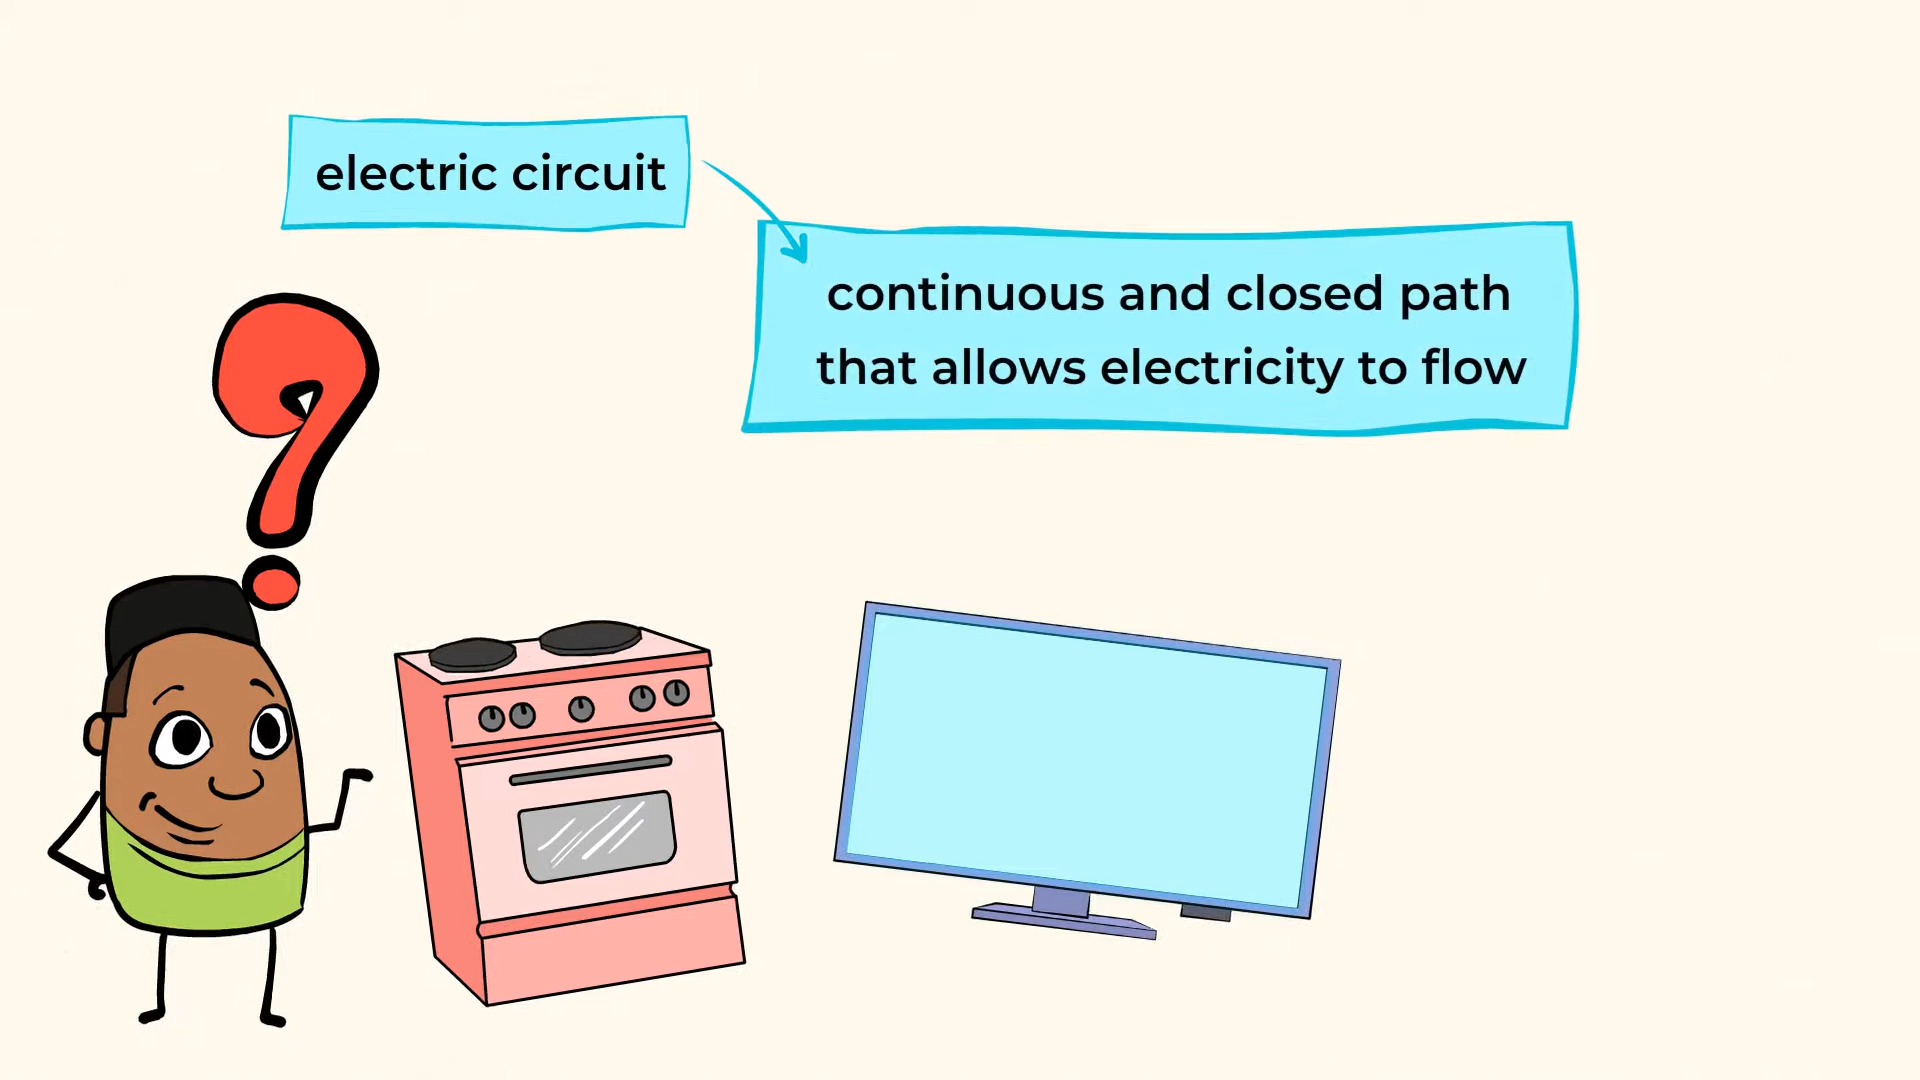 electric circuit
continuous and closed path
that allows electricity to flow
?